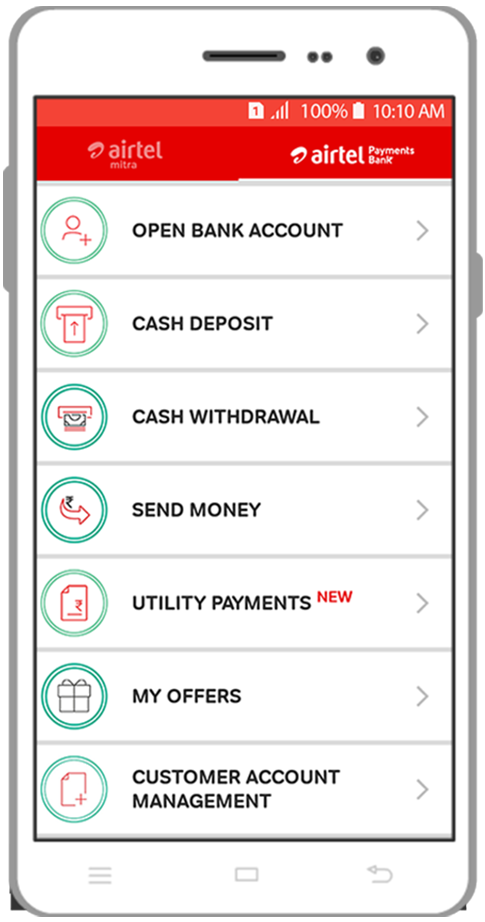 1 100% 10:10 AM
airtel
mitra
airtel Payments
Bank
OPEN BANK ACCOUNT
CASH DEPOSIT
CASH WITHDRAWAL
₹
SEND MONEY
₹
UTILITY PAYMENTS NEW
MY OFFERS
CUSTOMER ACCOUNT
MANAGEMENT